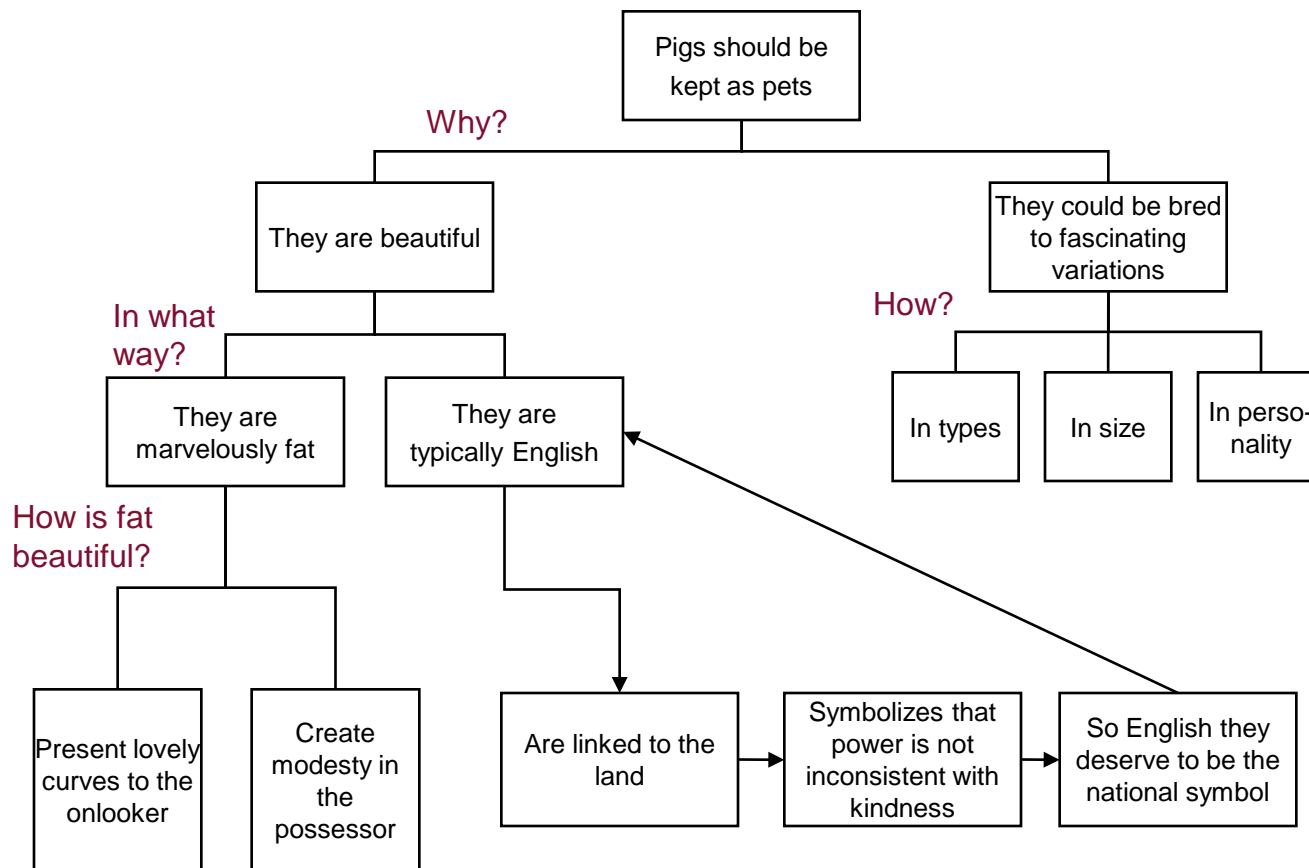 Pigs should be
kept as pets
Why?
They are beautiful
They could be bred
to fascinating
variations
In what
way?
How?
They are
marvelously fat
They are
typically English
In types
In size
In perso-
nality
How is fat
beautiful?
Present lovely
curves to the
onlooker
Create
modesty in
the
possessor
Are linked to the
land
Symbolizes that
power is not
inconsistent with
kindness
So English they
deserve to be the
national symbol